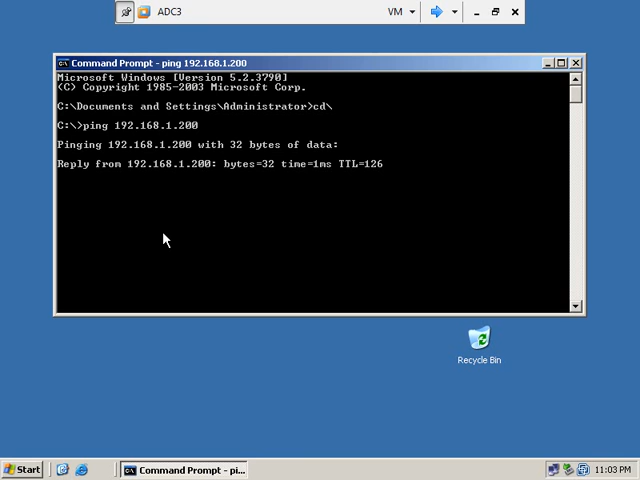 ADC3
VM
Command Prompt - ping 192.168.1.200
Microsoft Windows [Version 5.2.3790]
(C) Copyright 1985-2003 Microsoft Corp.
C:\Documents and Settings\Administrator>cd\
C:\>ping 192.168.1.200
Pinging 192.168.1.200 with 32 bytes of data:
Reply from 192.168.1.200: bytes=32 time=1ms TTL=126
Recycle Bin
Start
Command Prompt - pi...
11:03 PM